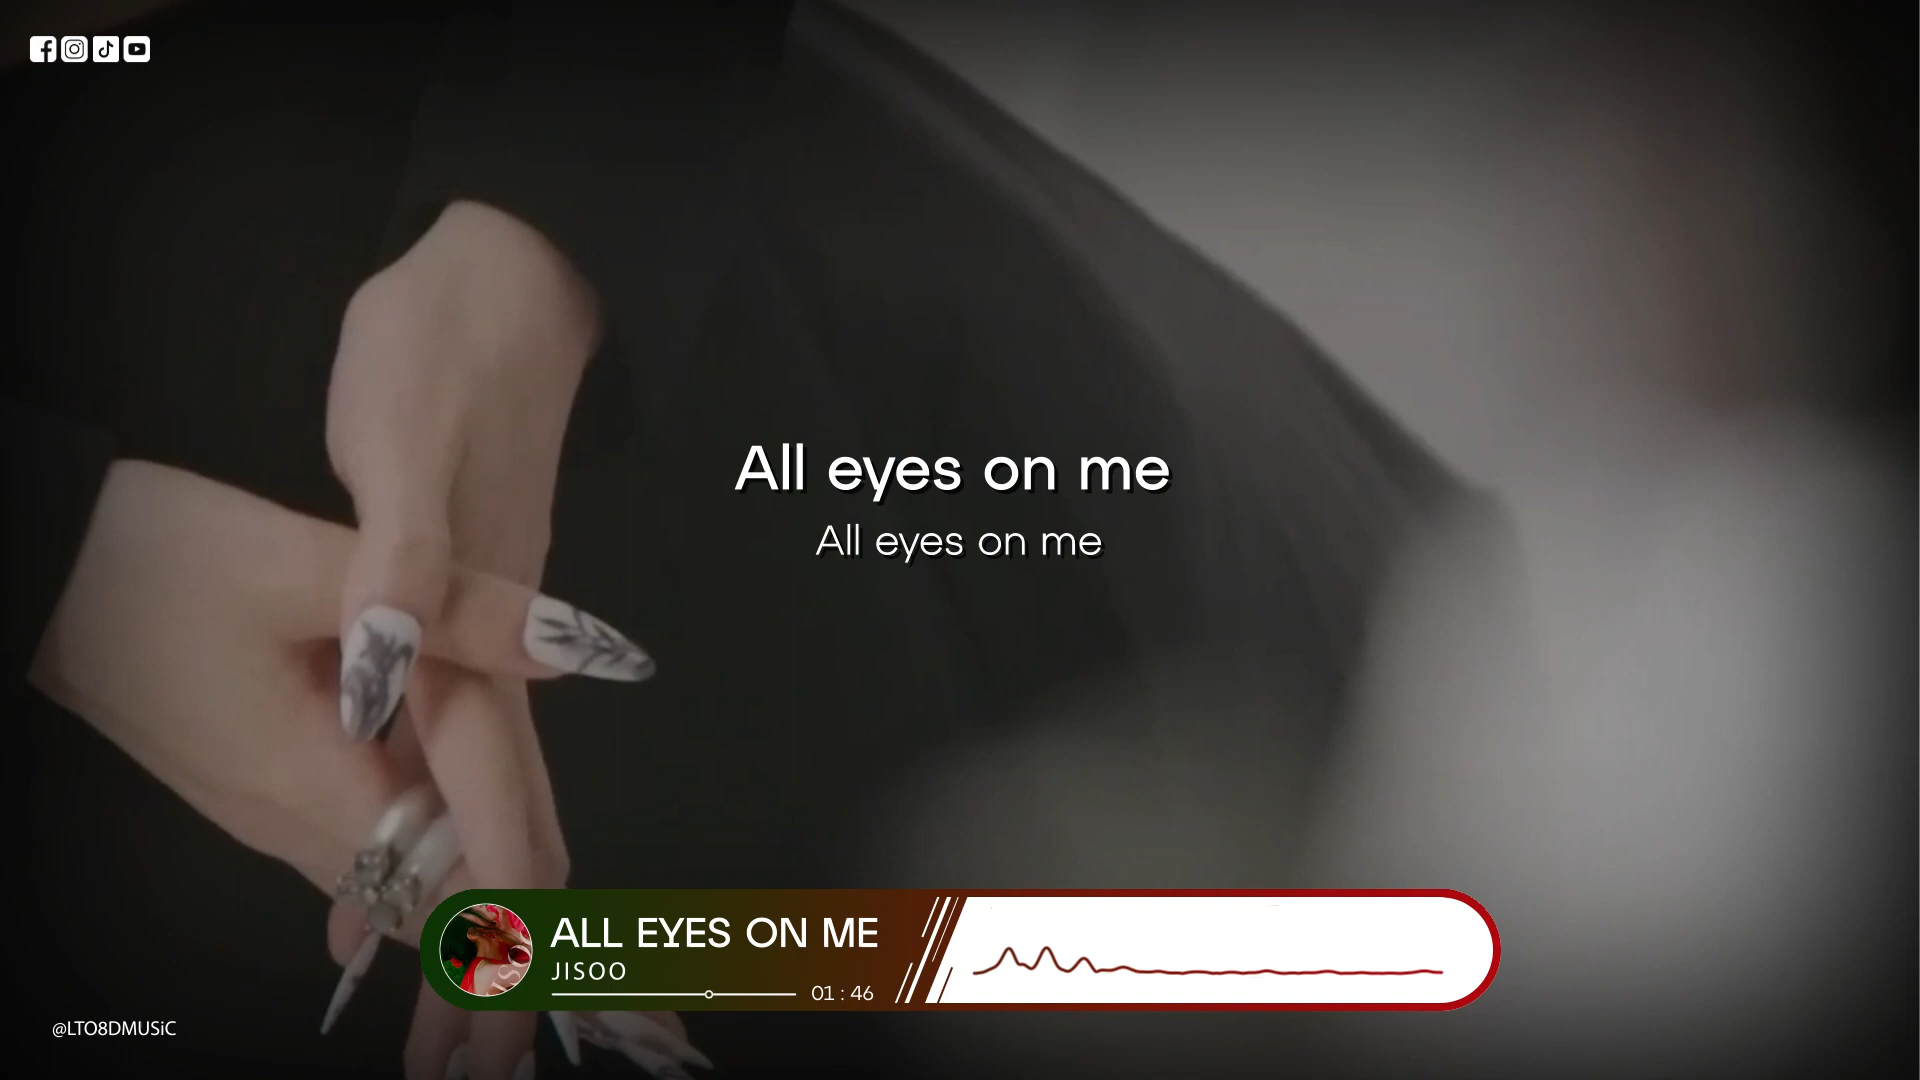 All eyes on me
All eyes on me
ALL EYES ON ME
JISOO
01 : 46
@LTO8DMUSiC